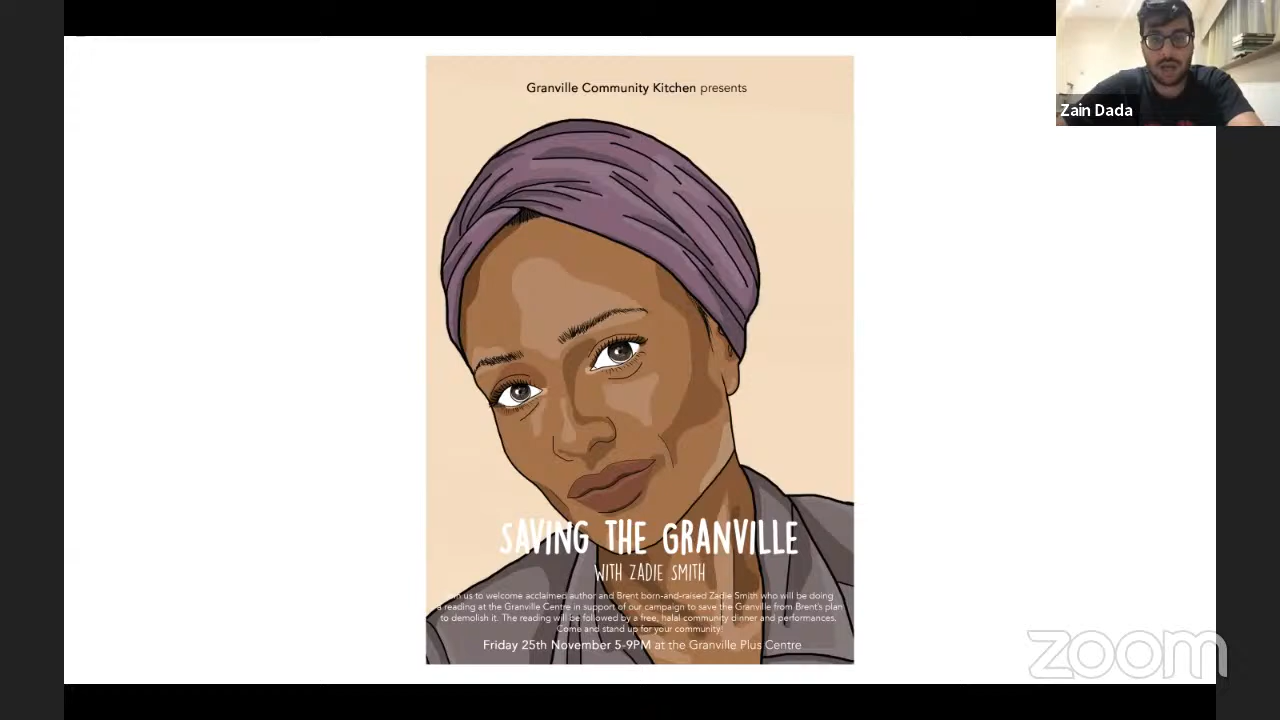 Granville Community Kitchen presents
Zain Dada
SAVING THE GRANVILLE
WITH ZADIE SMITH
us to welcome acclaimed author and Brent born-and-raised Zadie Smith who will be doing
a reading at the Granville Centre in support of our campaign to save the Granville from Brent's plan
to demolish it. The reading will be followed by a free, halal community dinner and performances.
Come and stand up for your community!
Friday 25th November 5-9PM at the Granville Plus Centre
zoom